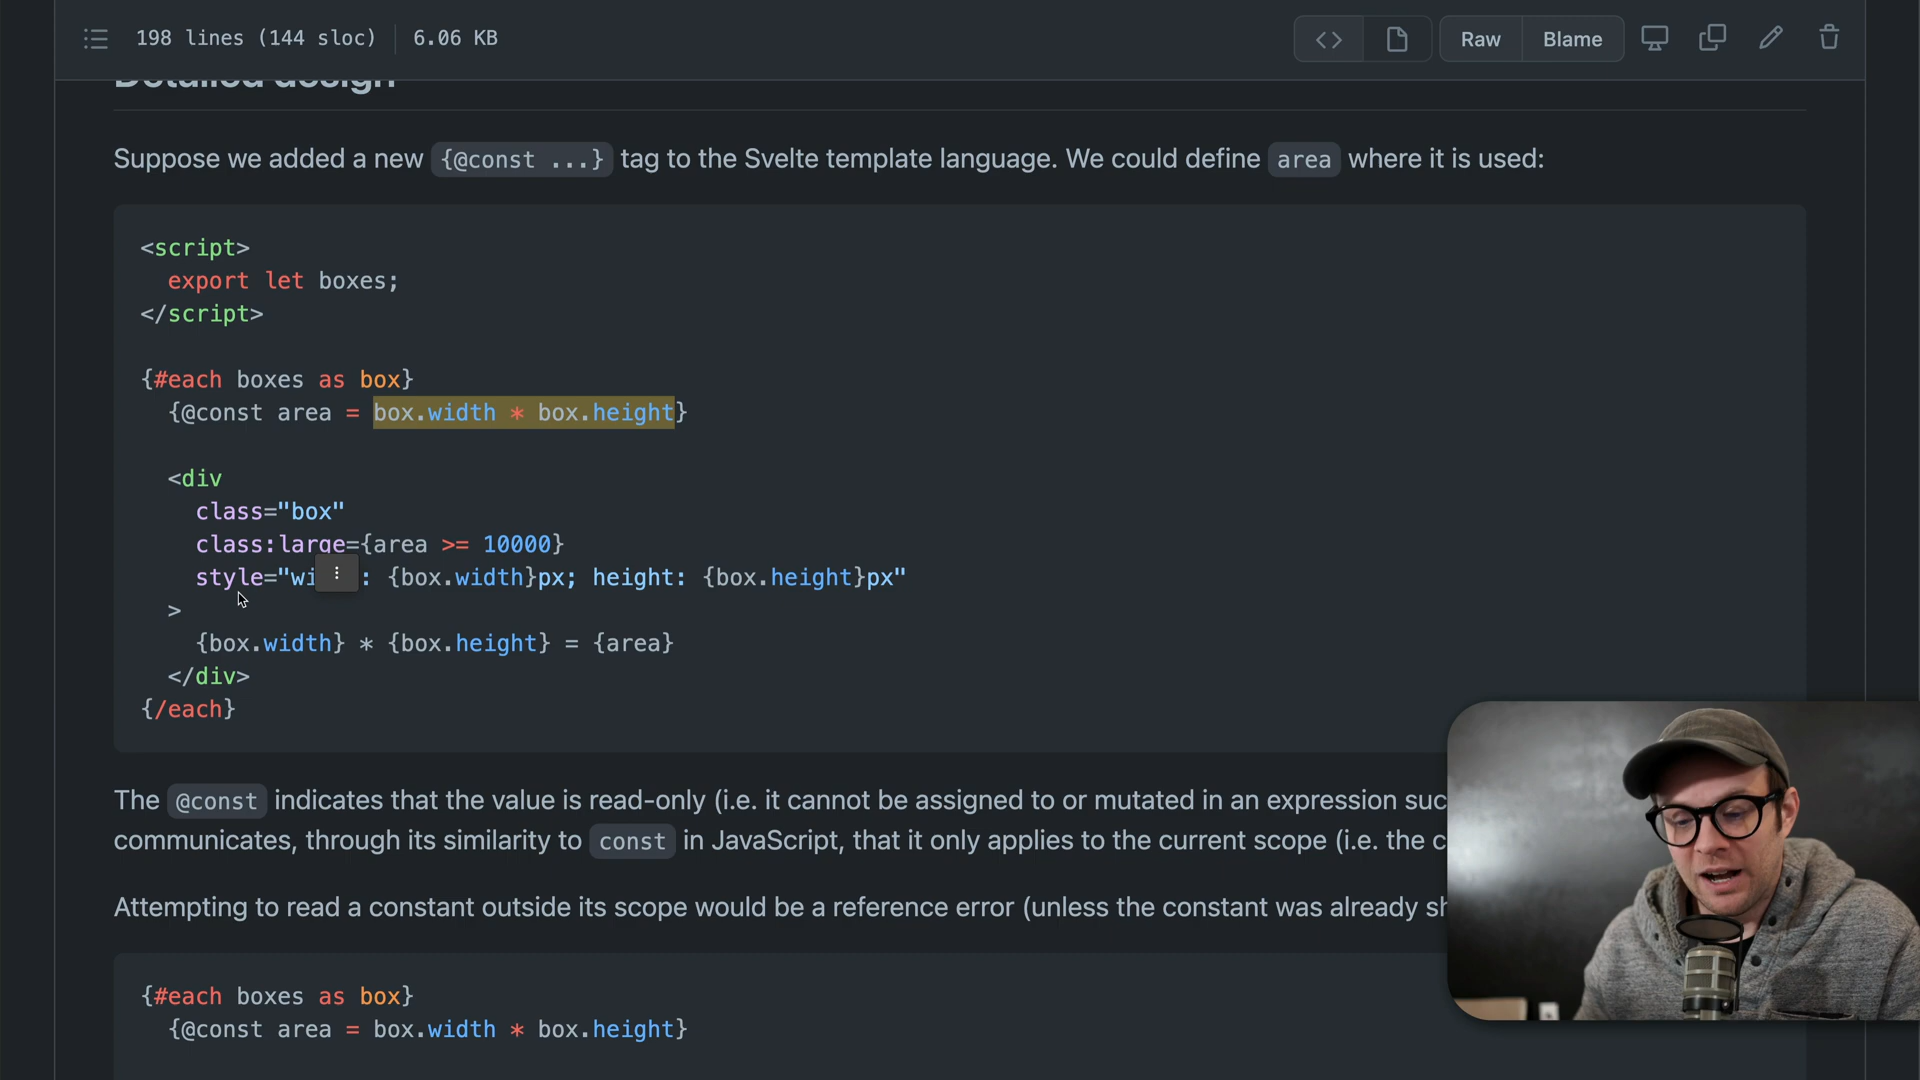 198 lines (144 sloc) 6.06 KB
Raw Blame
Detailed design
Suppose we added a new {@const ...} tag to the Svelte template language. We could define area where it is used:
<script>
export let boxes;
</script>
{#each boxes as box}
{@const area = box.width * box.height}
<div
class="box"
class:large={area >= 10000}
style="wi : {box.width}px; height: {box.height}px"
>
{box.width} * {box.height} = {area}
</div>
{/each}
The @const indicates that the value is read-only (i.e. it cannot be assigned to or mutated in an expression suc
communicates, through its similarity to const in JavaScript, that it only applies to the current scope (i.e. the c
Attempting to read a constant outside its scope would be a reference error (unless the constant was already sh
{#each boxes as box}
{@const area = box.width * box.height}